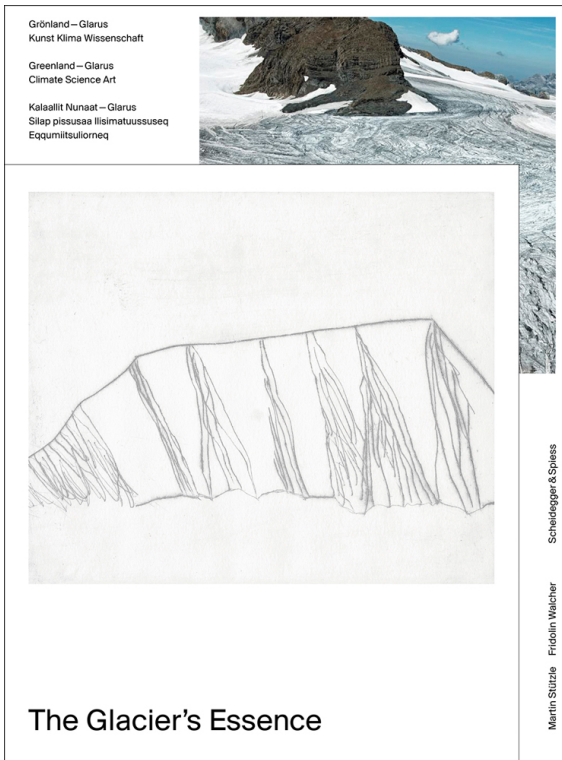 Grönland – Glarus
Kunst Klima Wissenschaft
Greenland – Glarus
Climate Science Art
Kalaallit Nunaat – Glarus
Silap pissusaa Ilisimatuussuseq
Eqqumiitsuliorneq
The Glacier’s Essence
Martin Stützle Fridolin Walcher Scheidegger & Spiess